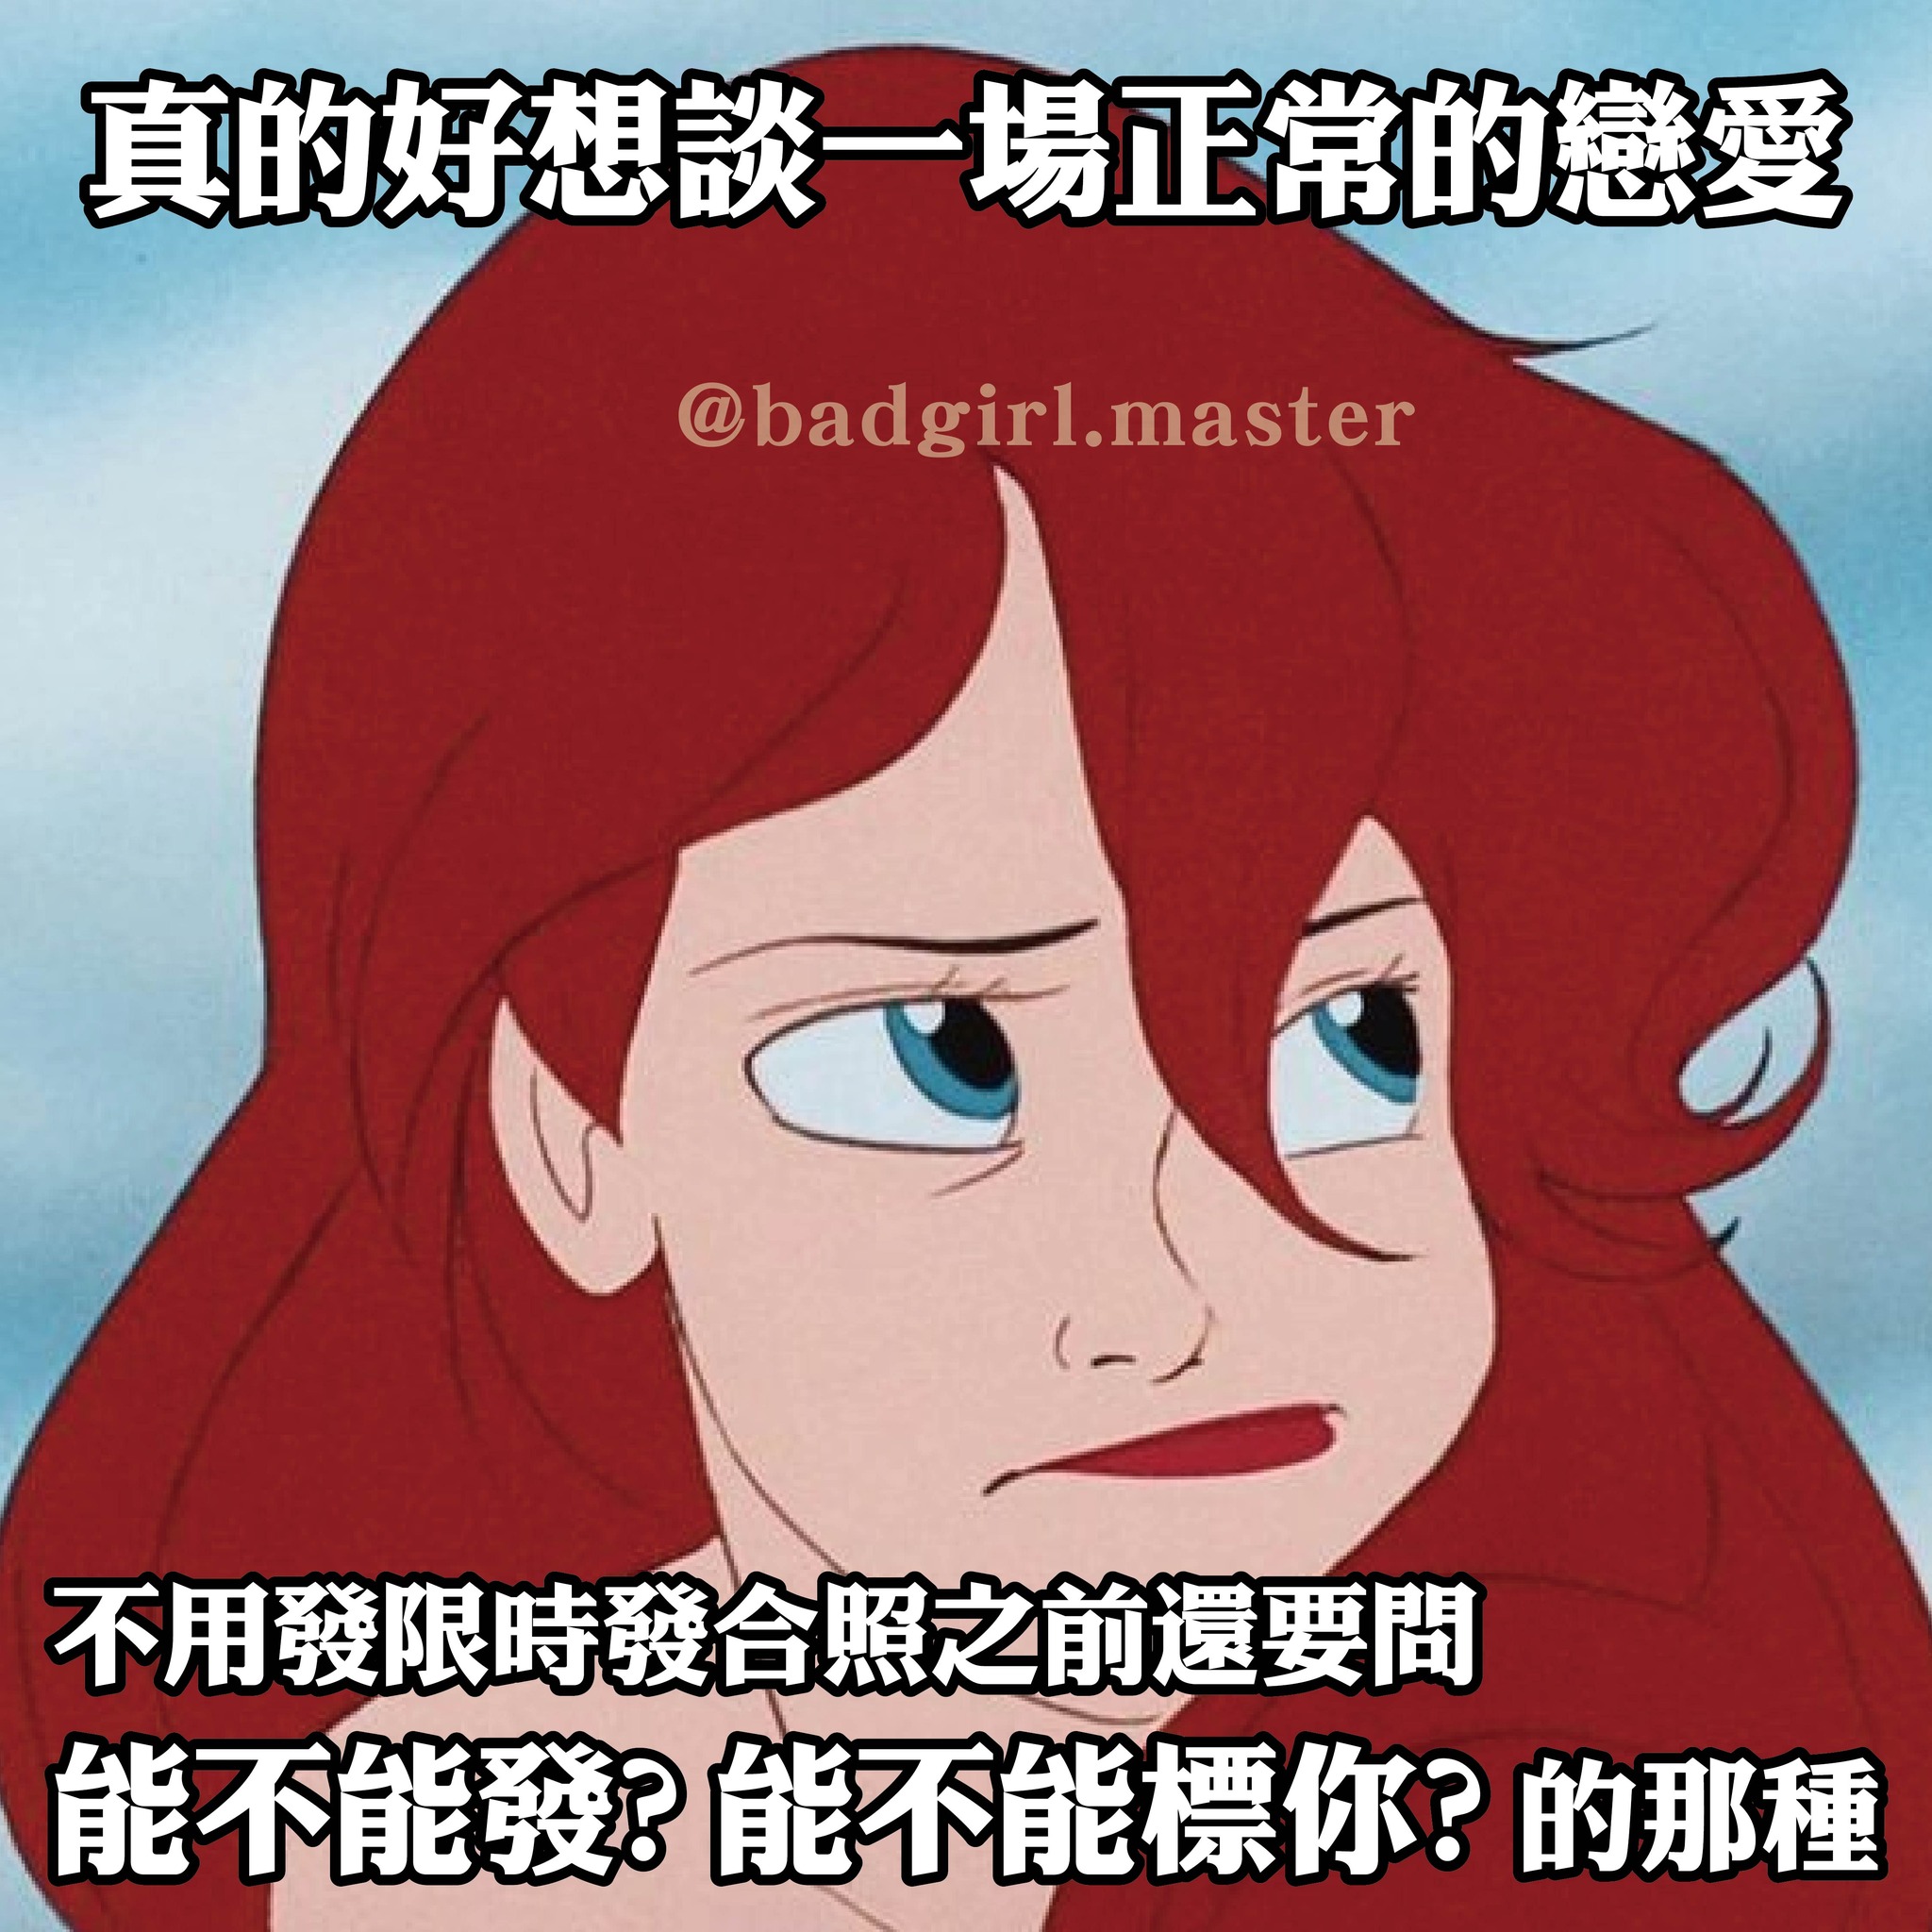 真的好想談一場正常的戀愛
@badgirl.master
不用發限時發合照之前還要問
能不能發? 能不能標你? 的那種